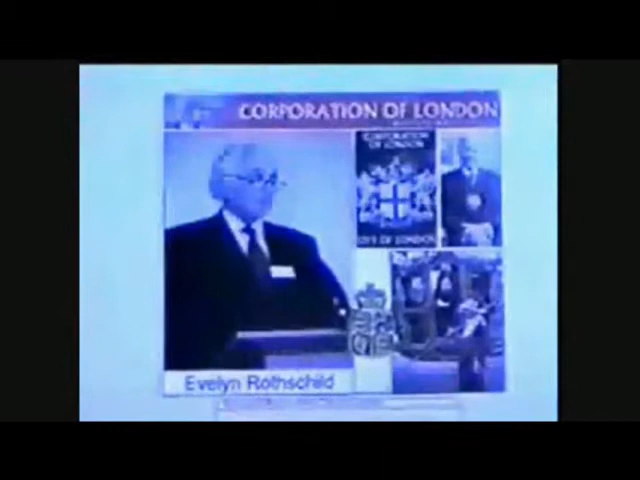 CORPORATION OF LONDON
CORPORATION
OF LONDON
CITY OF LONDON
Evelyn Rothschild